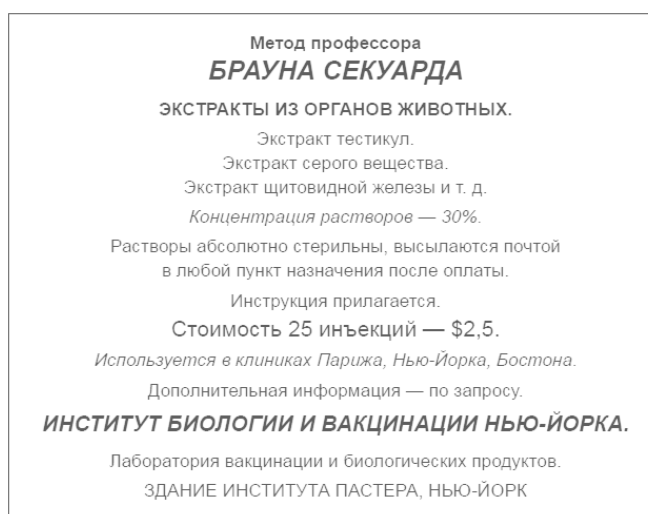 Метод профессора
БРАУНА СЕКУАРДА
ЭКСТРАКТЫ ИЗ ОРГАНОВ ЖИВОТНЫХ.
Экстракт тестикул.
Экстракт серого вещества.
Экстракт щитовидной железы и т. д.
Концентрация растворов — 30%.
Растворы абсолютно стерильны, высылаются почтой
в любой пункт назначения после оплаты.
Инструкция прилагается.
Стоимость 25 инъекций — $2,5.
Используется в клиниках Парижа, Нью-Йорка, Бостона.
Дополнительная информация — по запросу.
ИНСТИТУТ БИОЛОГИИ И ВАКЦИНАЦИИ НЬЮ-ЙОРКА.
Лаборатория вакцинации и биологических продуктов.
ЗДАНИЕ ИНСТИТУТА ПАСТЕРА, НЬЮ-ЙОРК